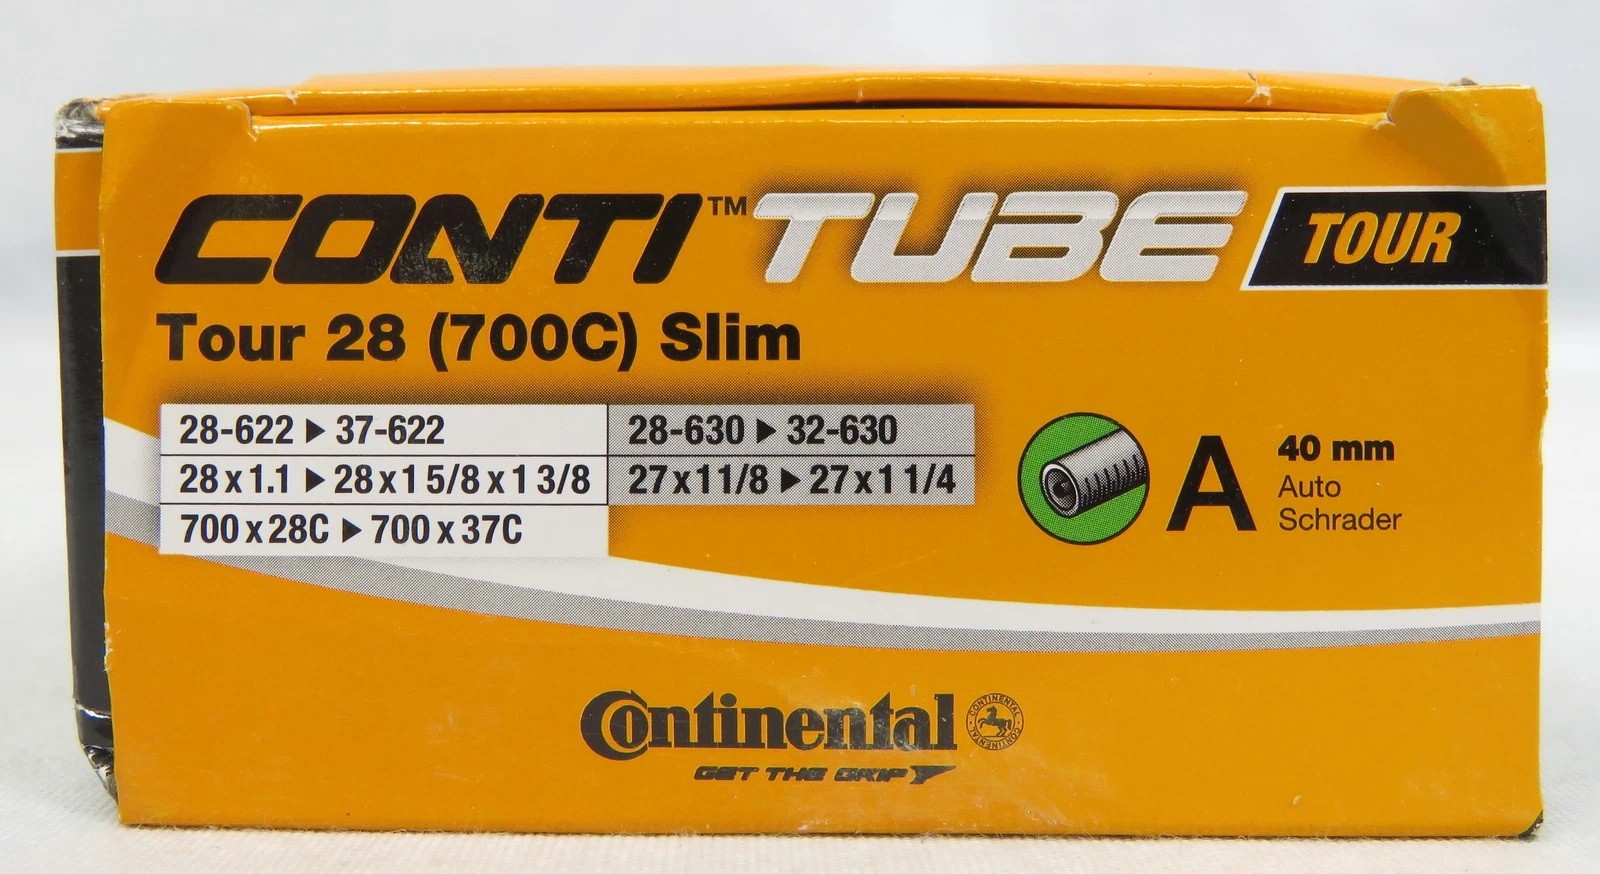 CONTI™ TUBE TOUR
Tour 28 (700C) Slim
28-622 ▶ 37-622
28 x 1.1 ▶ 28 x 1 5/8 x 1 3/8
700 x 28C ▶ 700 x 37C
28-630 ▶ 32-630
27 x 1 1/8 ▶ 27 x 1 1/4
A
40 mm
Auto
Schrader
Continental
CONTINENTAL
CONTINENTAL
GET THE GRIP